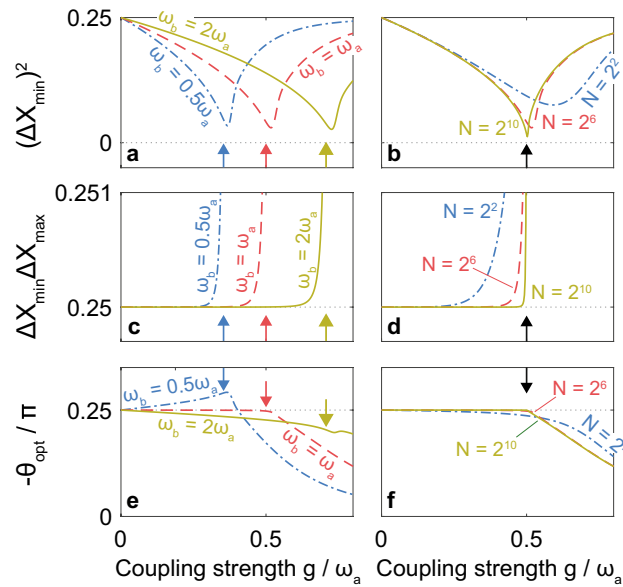 (ΔX_min)²
0.25
0
ω_b = 2ω_a
ω_b = 0.5ω_a
ω_b = ω_a
a
N = 2²
N = 2⁶
N = 2¹⁰
b
ΔX_min ΔX_max
0.251
0.25
ω_b = 0.5ω_a
ω_b = ω_a
ω_b = 2ω_a
c
N = 2²
N = 2⁶
N = 2¹⁰
d
-θ_opt / π
0.25
0
ω_b = 0.5ω_a
ω_b = 2ω_a
ω_b = ω_a
e
N = 2⁶
N = 2¹⁰
f
0
0.5
0
0.5
Coupling strength g / ω_a
Coupling strength g / ω_a